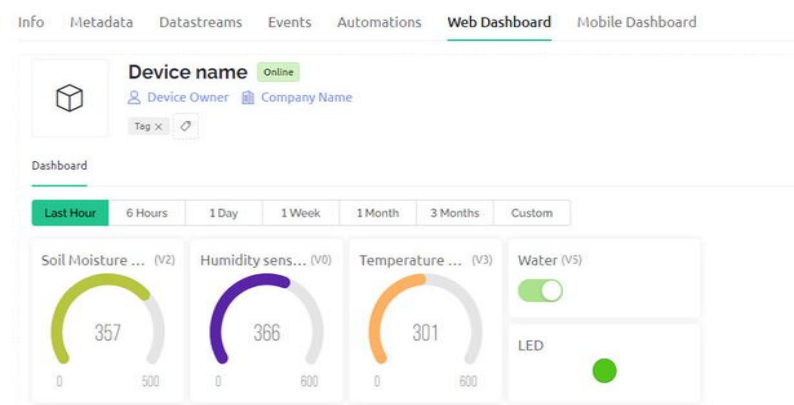 Info Metadata Datastreams Events Automations Web Dashboard Mobile Dashboard
Device name Online
Device Owner Company Name
Tag ×
Dashboard
Last Hour 6 Hours 1 Day 1 Week 1 Month 3 Months Custom
Soil Moisture ... (V2) Humidity sens... (V0) Temperature ... (V3) Water (V5)
357 366 301
LED
0 500 0 600 0 600